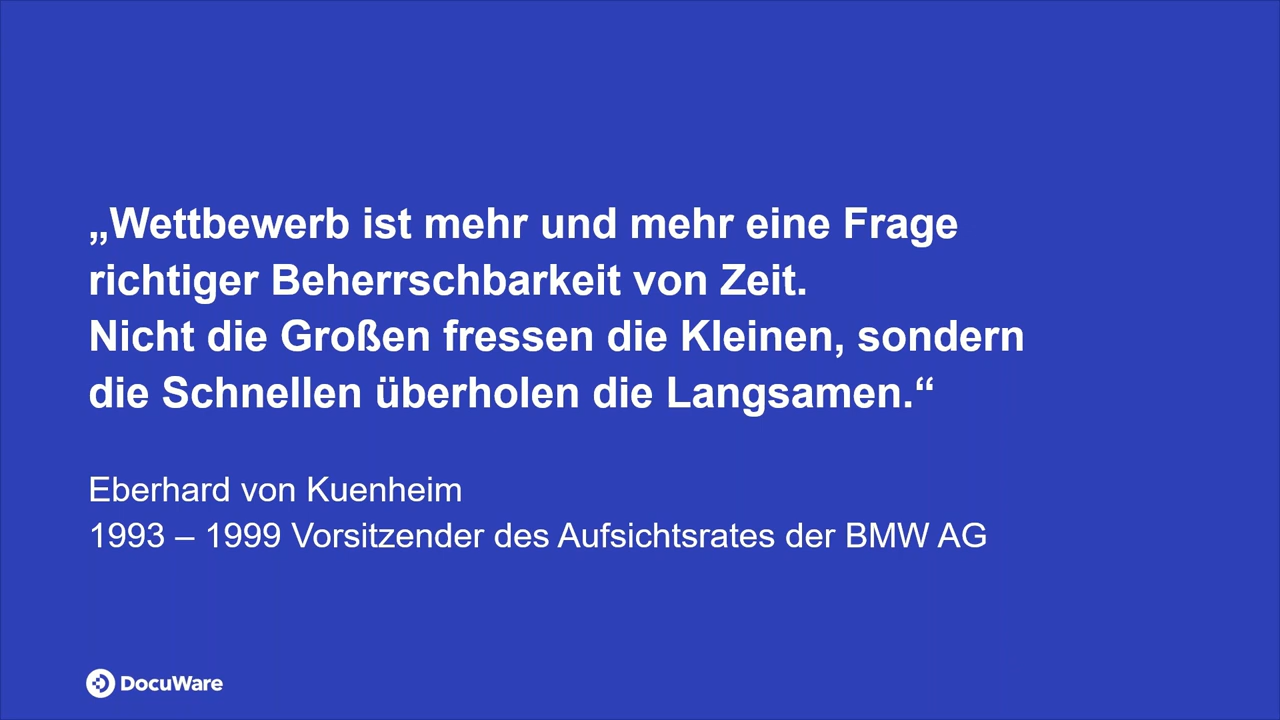 „Wettbewerb ist mehr und mehr eine Frage
richtiger Beherrschbarkeit von Zeit.
Nicht die Großen fressen die Kleinen, sondern
die Schnellen überholen die Langsamen.“
Eberhard von Kuenheim
1993 – 1999 Vorsitzender des Aufsichtsrates der BMW AG
DocuWare